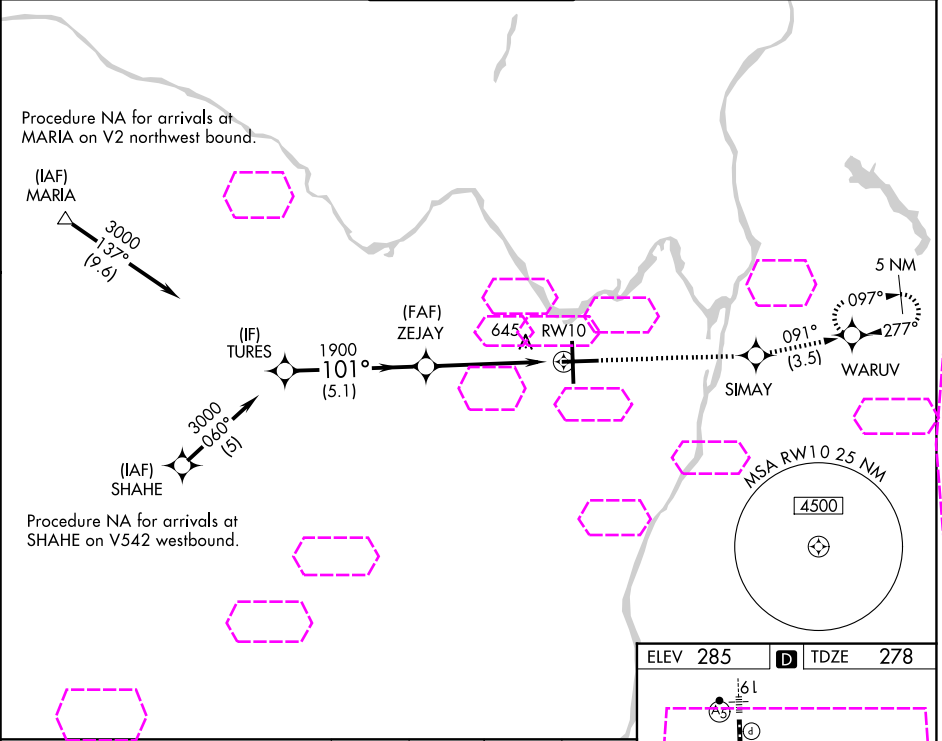 Procedure NA for arrivals at
MARIA on V2 northwest bound.
(IAF)
MARIA
3000
137°
(9.6)
5 NM
097°
277°
(FAF)
ZEJAY
645
RW10
091°
(3.5)
(IF)
TURES
1900
101°
(5.1)
SIMAY
WARUV
3000
060°
(5)
(IAF)
SHAHE
MSA RW10 25 NM
4500
Procedure NA for arrivals at
SHAHE on V542 westbound.
ELEV 285 D TDZE 278
19
A5
P